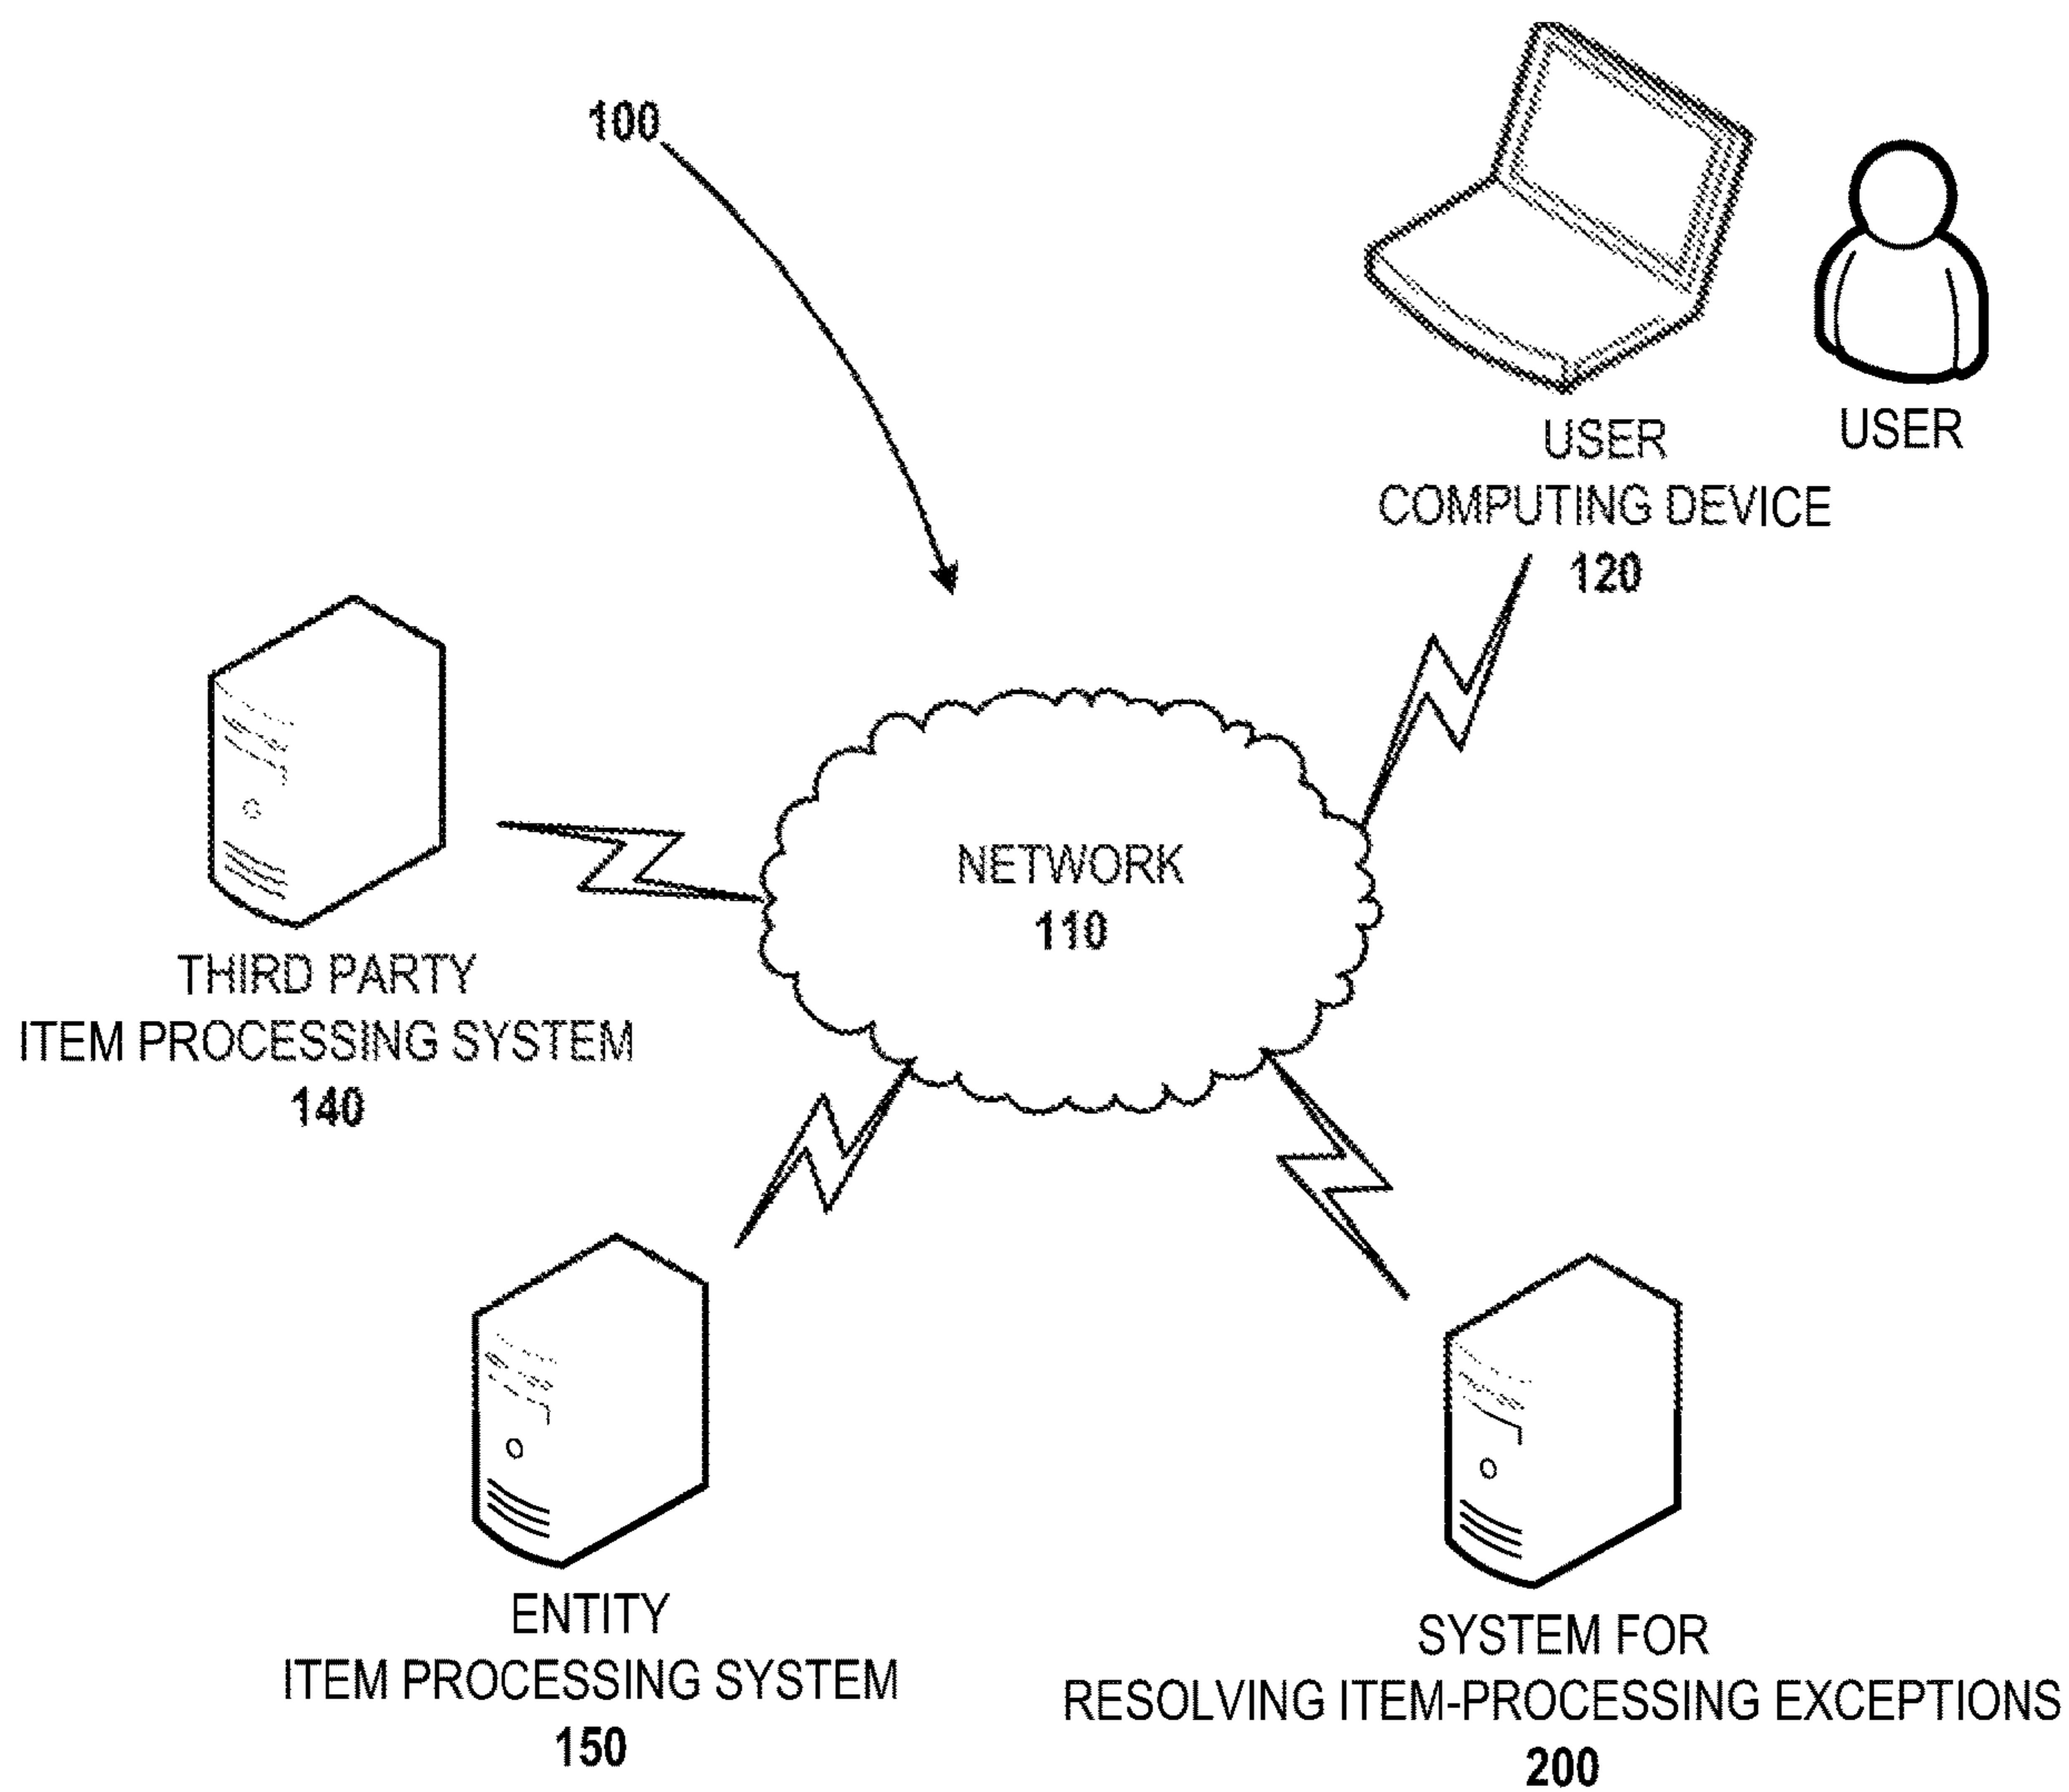 100
USER
USER
COMPUTING DEVICE
120
NETWORK
110
THIRD PARTY
ITEM PROCESSING SYSTEM
140
ENTITY
ITEM PROCESSING SYSTEM
150
SYSTEM FOR
RESOLVING ITEM-PROCESSING EXCEPTIONS
200